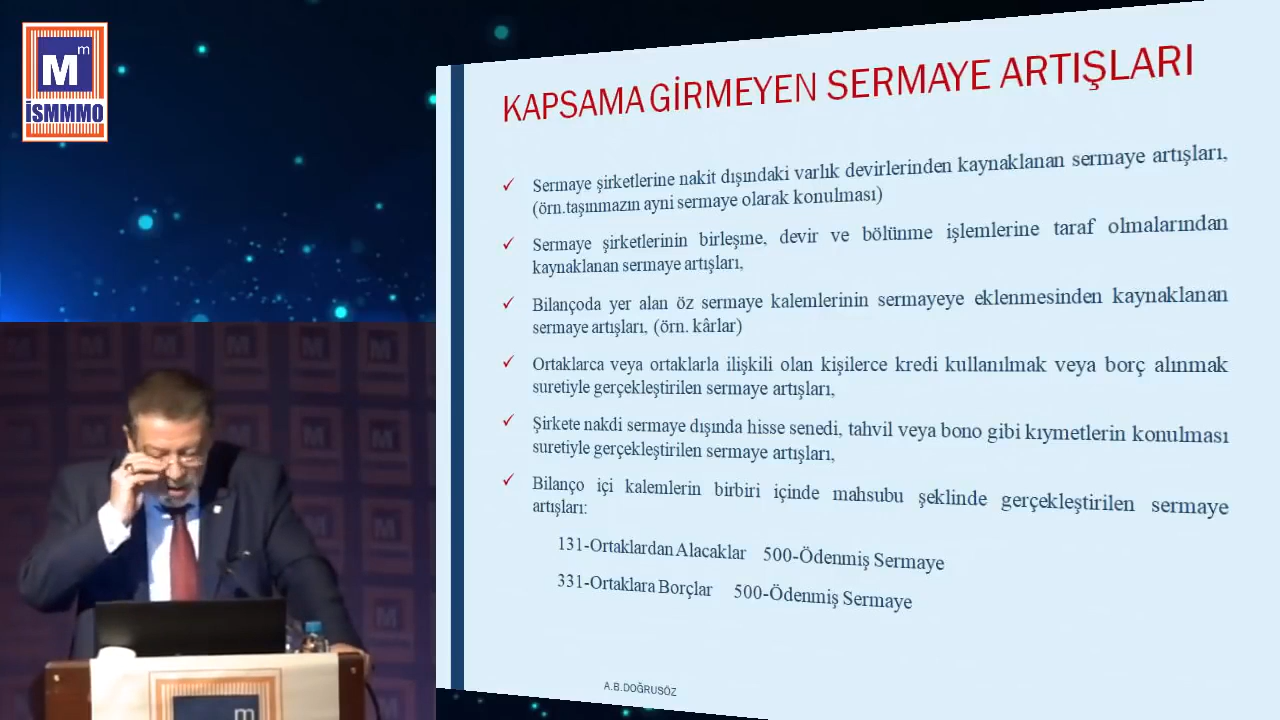 Mm
İSMMMO
KAPSAMA GİRMEYEN SERMAYE ARTIŞLARI
✓ Sermaye şirketlerine nakit dışındaki varlık devirlerinden kaynaklanan sermaye artışları,
(örn.taşınmazın ayni sermaye olarak konulması)
✓ Sermaye şirketlerinin birleşme, devir ve bölünme işlemlerine taraf olmalarından
kaynaklanan sermaye artışları,
✓ Bilançoda yer alan öz sermaye kalemlerinin sermayeye eklenmesinden kaynaklanan
sermaye artışları, (örn. kârlar)
✓ Ortaklarca veya ortaklarla ilişkili olan kişilerce kredi kullanılmak veya borç alınmak
suretiyle gerçekleştirilen sermaye artışları,
✓ Şirkete nakdi sermaye dışında hisse senedi, tahvil veya bono gibi kıymetlerin konulması
suretiyle gerçekleştirilen sermaye artışları,
✓ Bilanço içi kalemlerin birbiri içinde mahsubu şeklinde gerçekleştirilen sermaye
artışları:
131-Ortaklardan Alacaklar 500-Ödenmiş Sermaye
331-Ortaklara Borçlar 500-Ödenmiş Sermaye
A.B.DOĞRUSÖZ
m